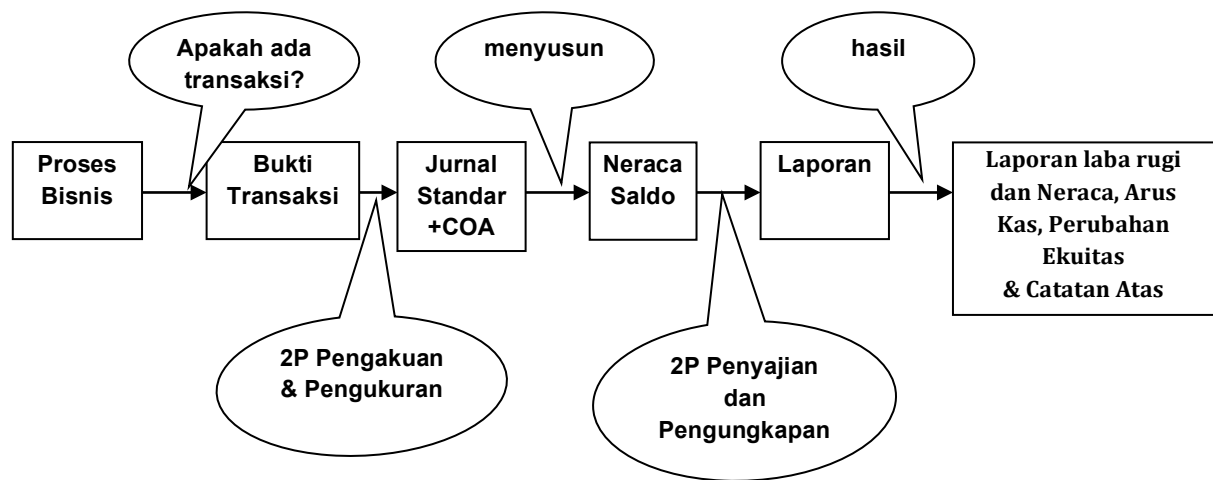 Apakah ada
transaksi?
menyusun
hasil
Proses
Bisnis
Bukti
Transaksi
Jurnal
Standar
+COA
Neraca
Saldo
Laporan
Laporan laba rugi
dan Neraca, Arus
Kas, Perubahan
Ekuitas
& Catatan Atas
2P Pengakuan
& Pengukuran
2P Penyajian
dan
Pengungkapan